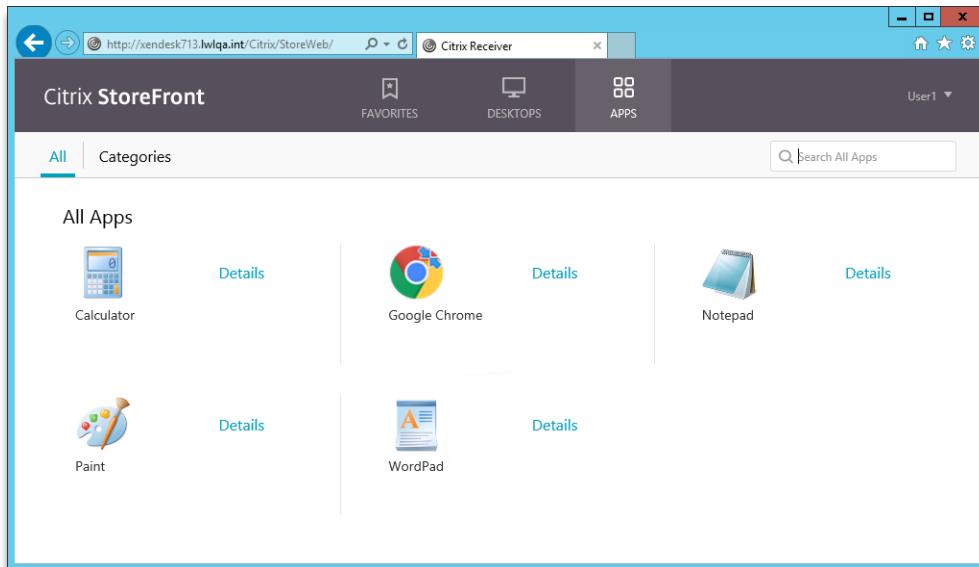 http://xendesk713.lwlqa.int/Citrix/StoreWeb/
Citrix Receiver
Citrix StoreFront
FAVORITES
DESKTOPS
APPS
User1
All
Categories
Search All Apps
All Apps
Details
Calculator
Details
Google Chrome
Details
Notepad
Details
Paint
Details
WordPad